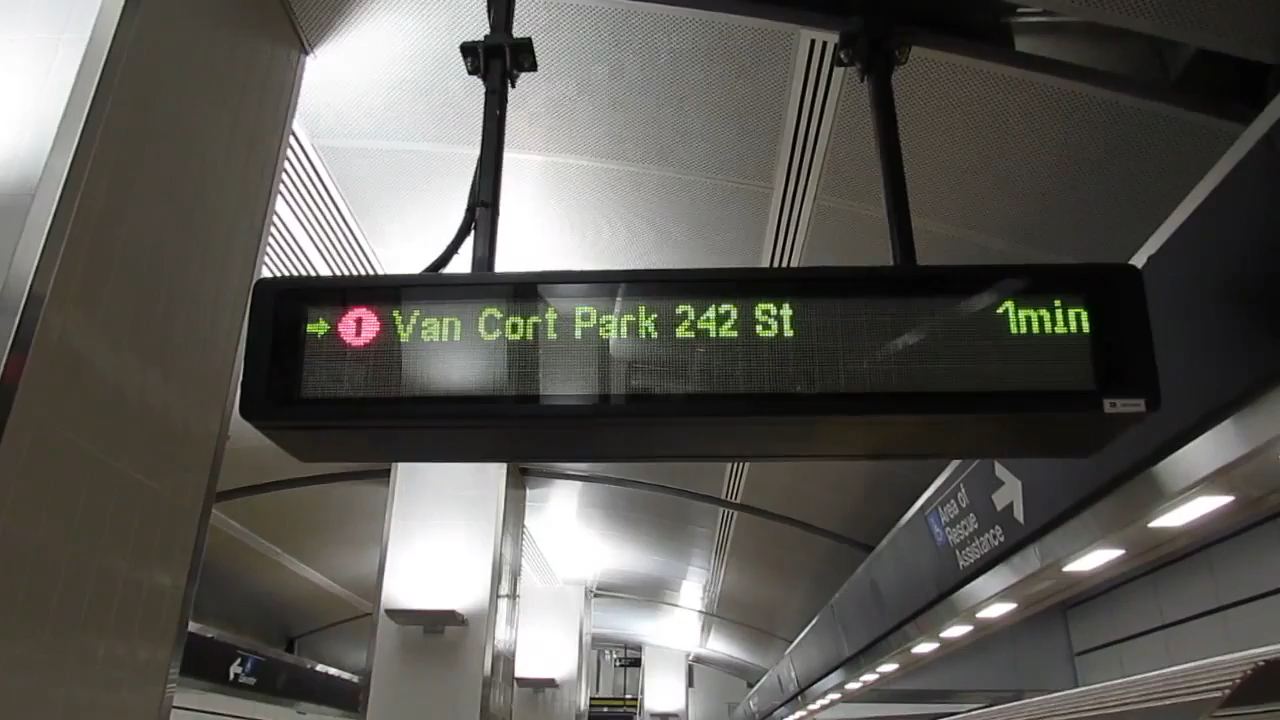 → 1 Van Cort Park 242 St 1min
Area of
Rescue
Assistance